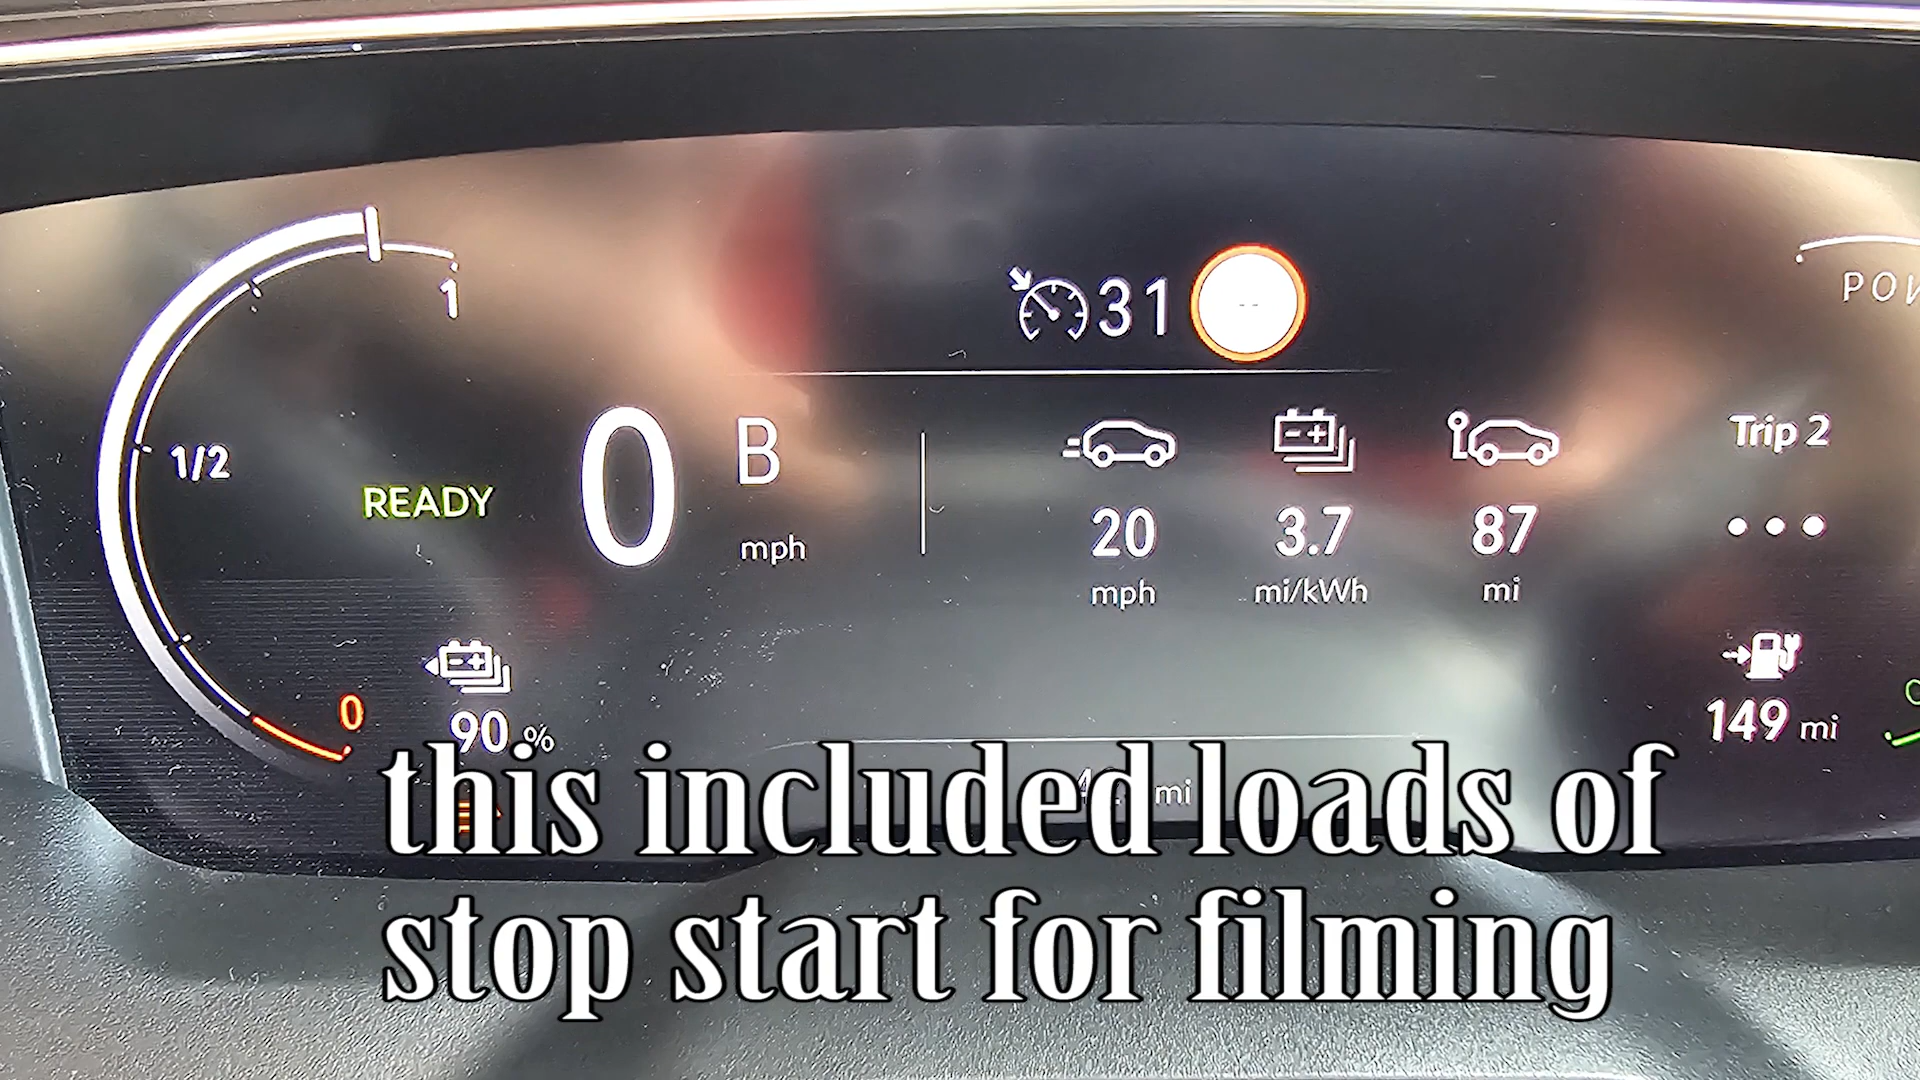 31
--
1
POW
B
Trip 2
1/2
READY
0
mph
20
3.7
87
mph
mi/kWh
mi
0
90 %
149 mi
mi
this included loads of
stop start for filming